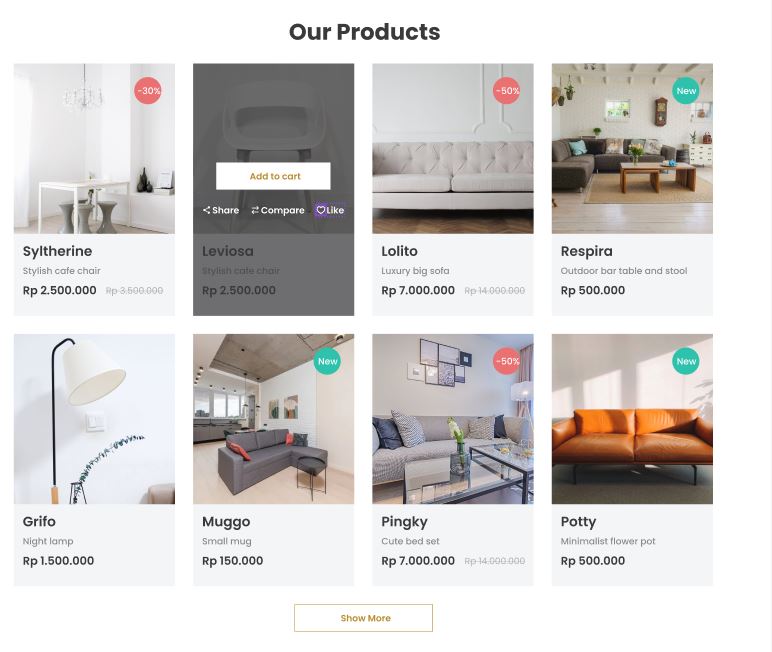 Our Products
-30%
Syltherine
Stylish cafe chair
Rp 2.500.000 Rp 3.500.000
Add to cart
Share Compare Like
Leviosa
Stylish cafe chair
Rp 2.500.000
-50%
Lolito
Luxury big sofa
Rp 7.000.000 Rp 14.000.000
New
Respira
Outdoor bar table and stool
Rp 500.000
Grifo
Night lamp
Rp 1.500.000
New
Muggo
Small mug
Rp 150.000
-50%
Pingky
Cute bed set
Rp 7.000.000 Rp 14.000.000
Potty
Minimalist flower pot
Rp 500.000
Show More